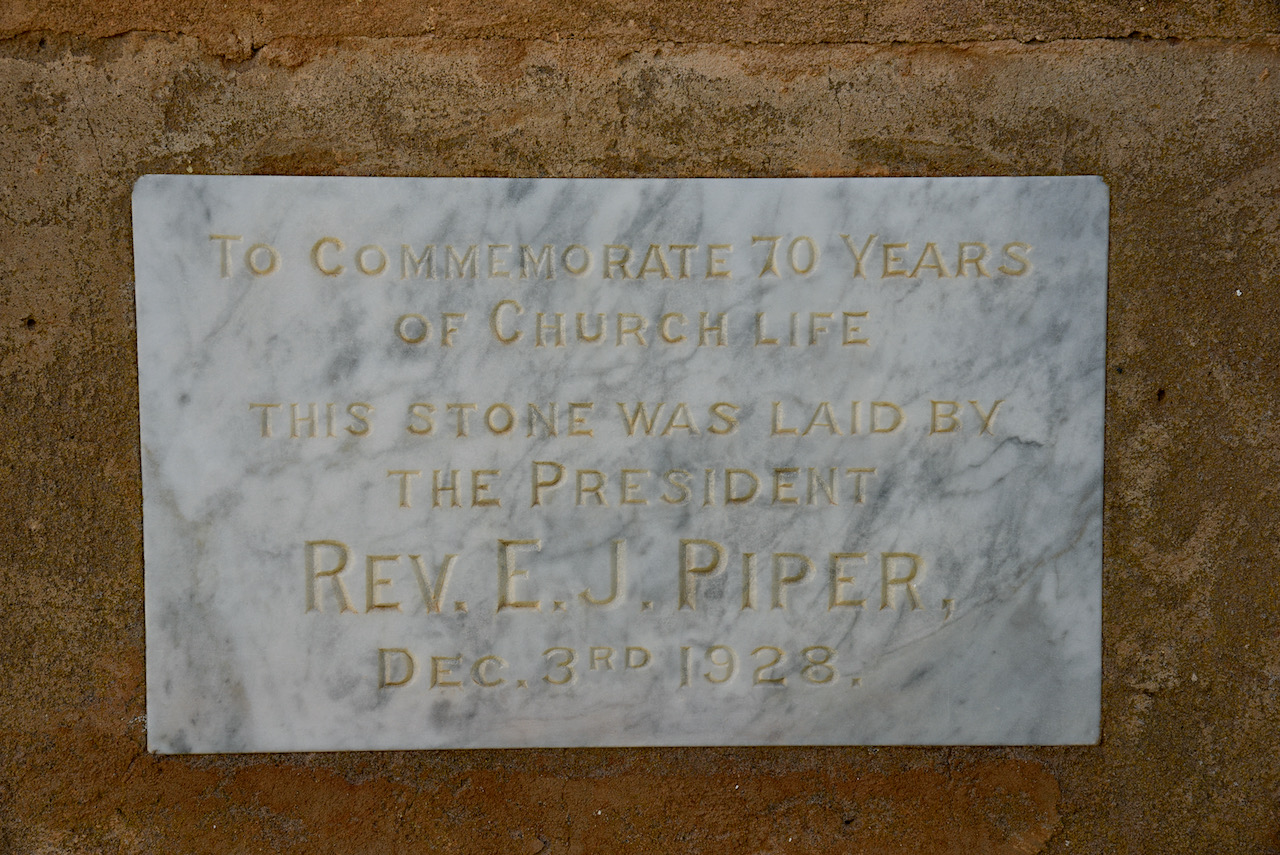 To Commemorate 70 Years
of Church life
this stone was laid by
the President
Rev. E. J. Piper,
Dec. 3rd 1928.